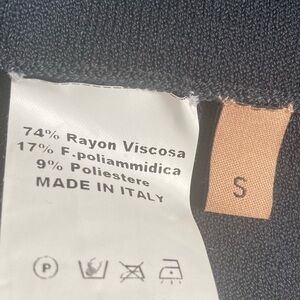 74% Rayon Viscosa
17% F.poliammidica
9% Poliestere
MADE IN ITALY
P
S